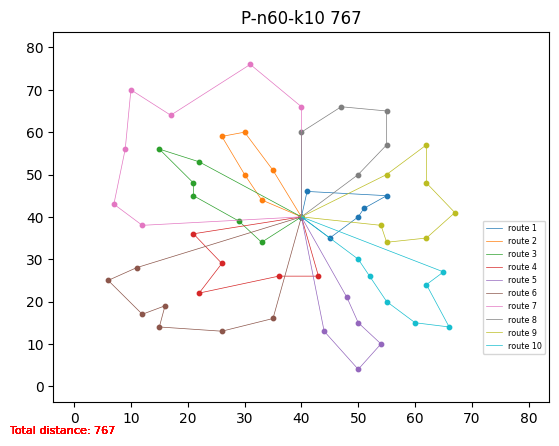 P-n60-k10 767
80
70
60
50
40
30
20
10
0
route 1
route 2
route 3
route 4
route 5
route 6
route 7
route 8
route 9
route 10
0 10 20 30 40 50 60 70 80
Total distance: 767